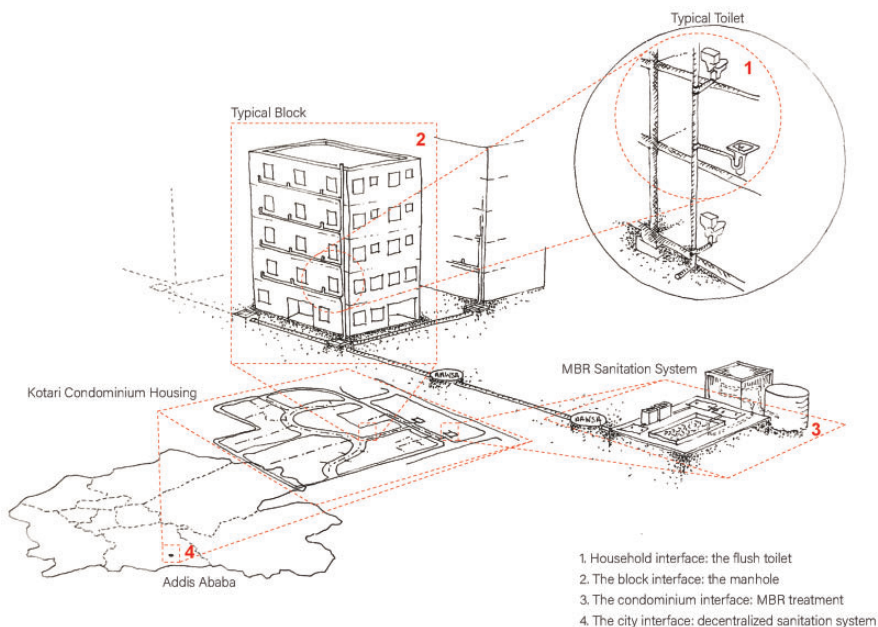 Typical Toilet
1
Typical Block
2
AAWSA
MBR Sanitation System
Kotari Condominium Housing
AAWSA
3
4
Addis Ababa
1. Household interface: the flush toilet
2. The block interface: the manhole
3. The condominium interface: MBR treatment
4. The city interface: decentralized sanitation system